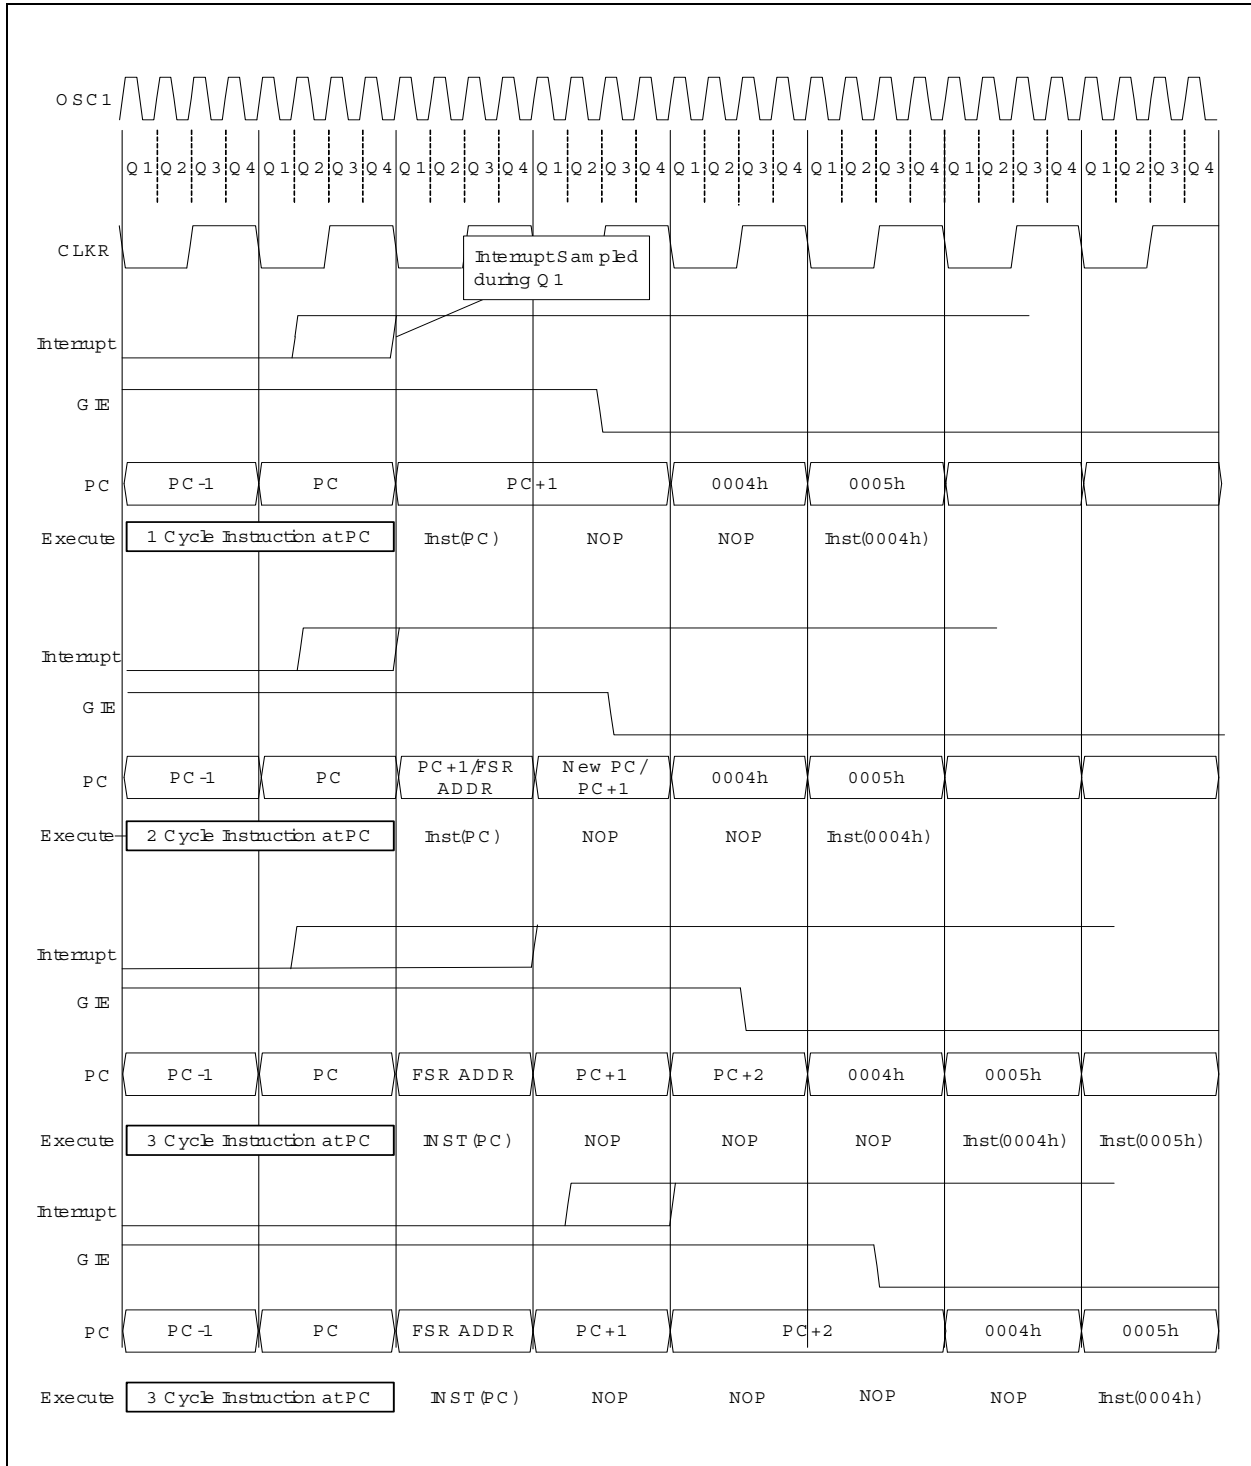 OSC1
Q1 Q2 Q3 Q4 Q1 Q2 Q3 Q4 Q1 Q2 Q3 Q4 Q1 Q2 Q3 Q4 Q1 Q2 Q3 Q4 Q1 Q2 Q3 Q4 Q1 Q2 Q3 Q4 Q1 Q2 Q3 Q4
CLKR
Interrupt Sampled
during Q1
Interrupt
GIE
PC PC-1 PC PC+1 0004h 0005h
Execute 1 Cycle Instruction at PC Inst(PC) NOP NOP Inst(0004h)
Interrupt
GIE
PC PC-1 PC PC+1/FSR ADDR New PC/ PC+1 0004h 0005h
Execute 2 Cycle Instruction at PC Inst(PC) NOP NOP Inst(0004h)
Interrupt
GIE
PC PC-1 PC FSR ADDR PC+1 PC+2 0004h 0005h
Execute 3 Cycle Instruction at PC INST(PC) NOP NOP NOP Inst(0004h) Inst(0005h)
Interrupt
GIE
PC PC-1 PC FSR ADDR PC+1 PC+2 0004h 0005h
Execute 3 Cycle Instruction at PC INST(PC) NOP NOP NOP NOP Inst(0004h)